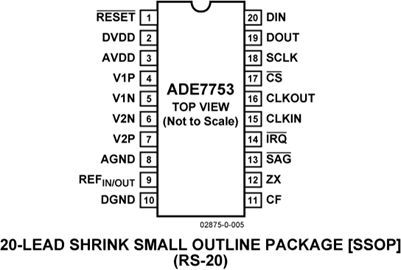 RESET 1 20 DIN
DVDD 2 19 DOUT
AVDD 3 18 SCLK
V1P 4 17 CS
V1N 5 16 CLKOUT
V2N 6 15 CLKIN
V2P 7 14 IRQ
AGND 8 13 SAG
REFIN/OUT 9 12 ZX
DGND 10 11 CF
ADE7753
TOP VIEW
(Not to Scale)
02875-0-005
20-LEAD SHRINK SMALL OUTLINE PACKAGE [SSOP]
(RS-20)